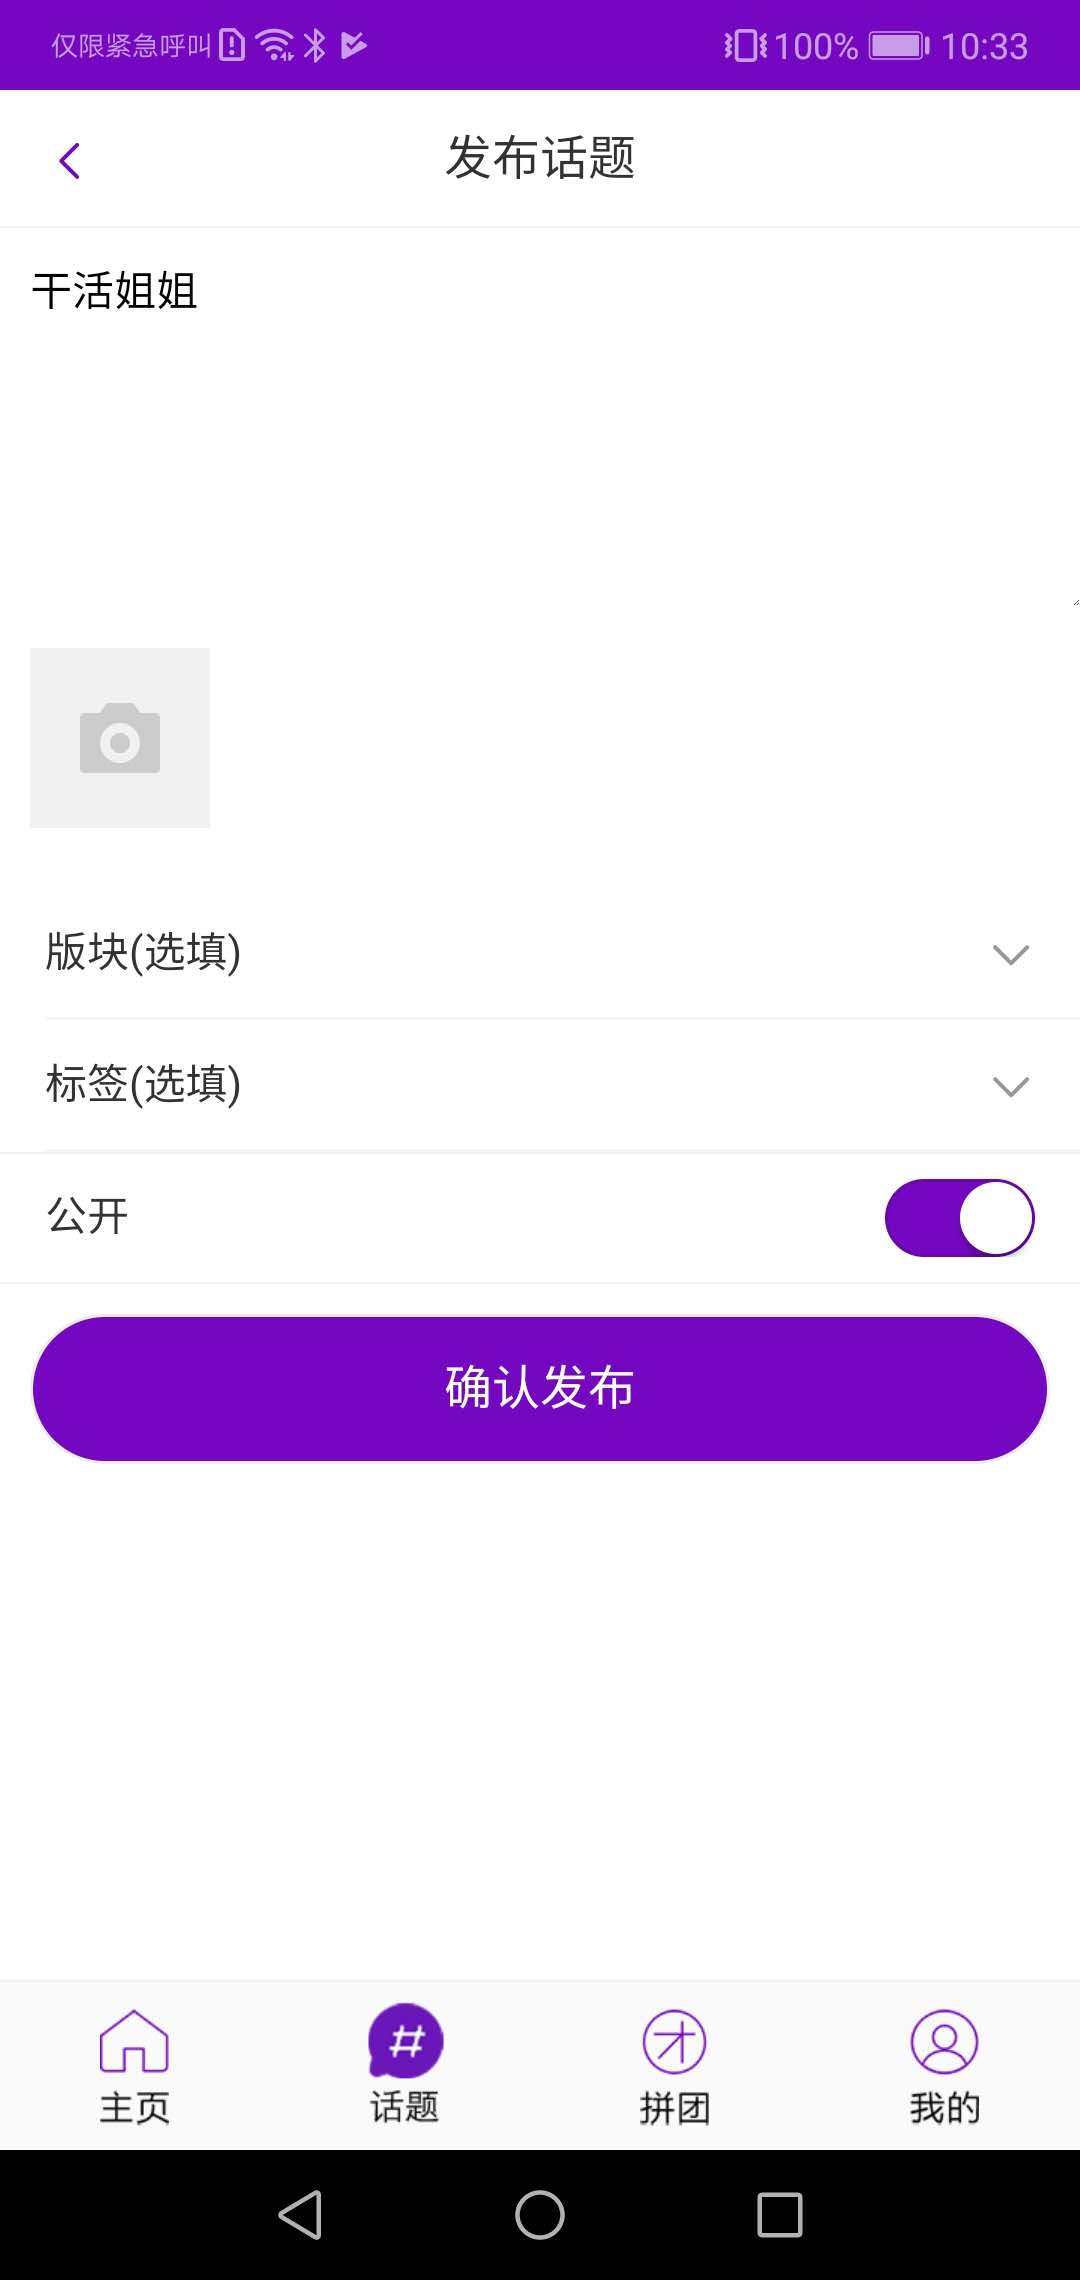 仅限紧急呼叫 100% 10:33
发布话题
干活姐姐
版块(选填)
标签(选填)
公开
确认发布
主页 话题 拼团 我的